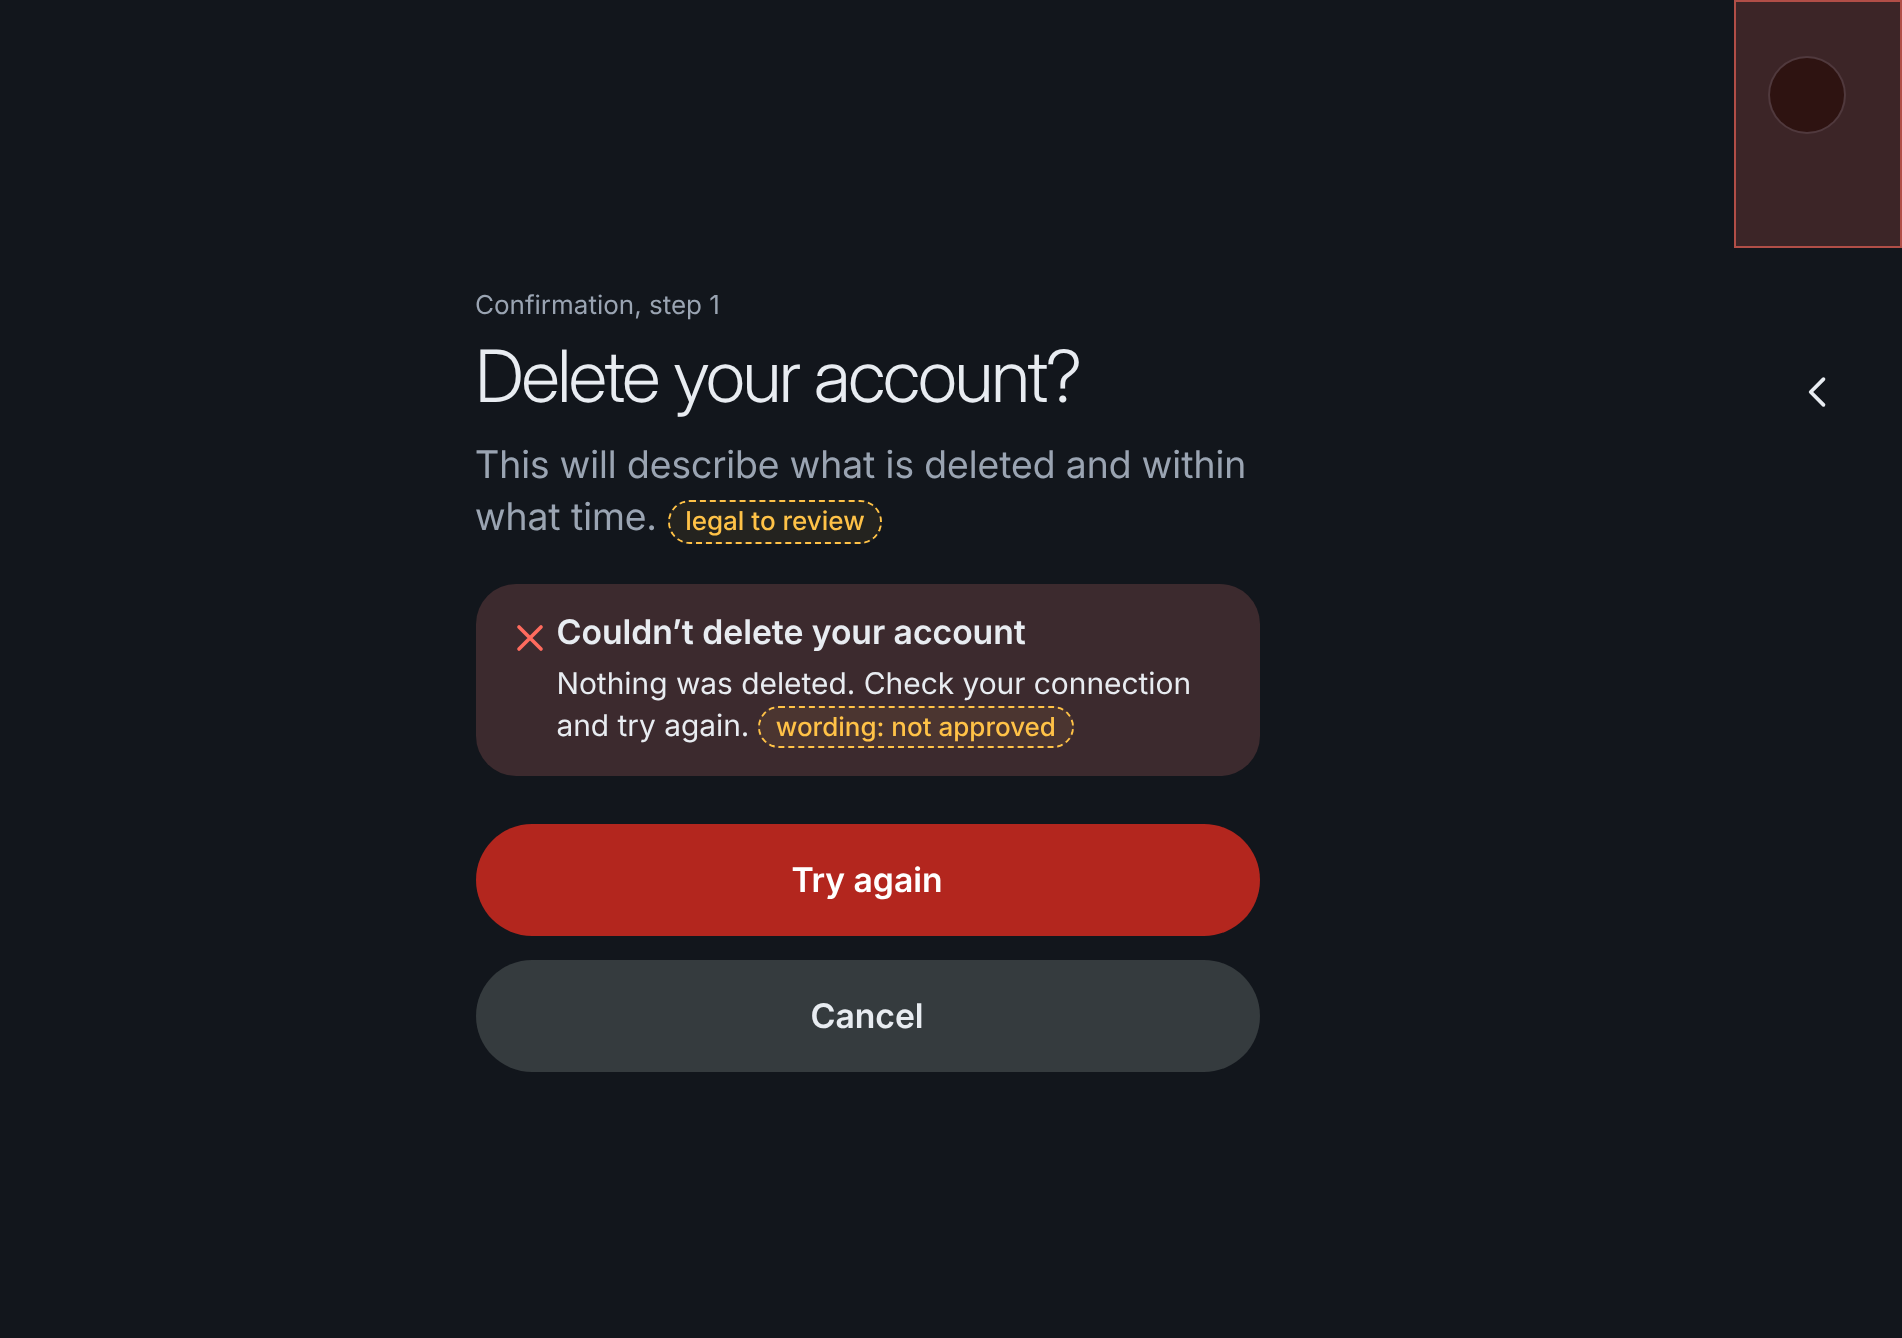 Confirmation, step 1
Delete your account?
This will describe what is deleted and within
what time. legal to review
Couldn’t delete your account
Nothing was deleted. Check your connection
and try again. wording: not approved
Try again
Cancel